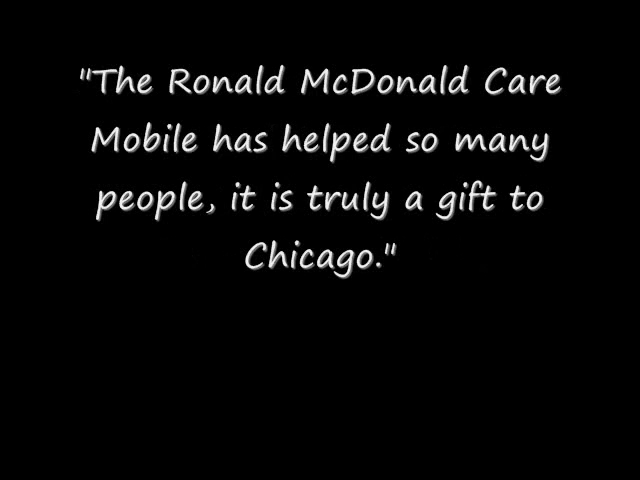 "The Ronald McDonald Care
Mobile has helped so many
people, it is truly a gift to
Chicago."